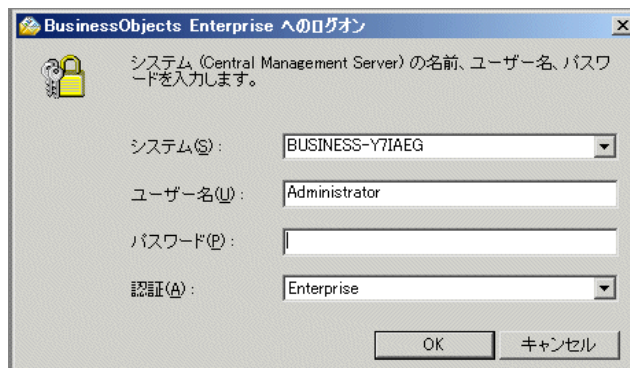 BusinessObjects Enterprise へのログオン
システム (Central Management Server) の名前、ユーザー名、パスワ
ードを入力します。
システム(S) :
BUSINESS-Y7IAEG
ユーザー名(U) :
Administrator
パスワード(P) :
認証(A) :
Enterprise
OK
キャンセル